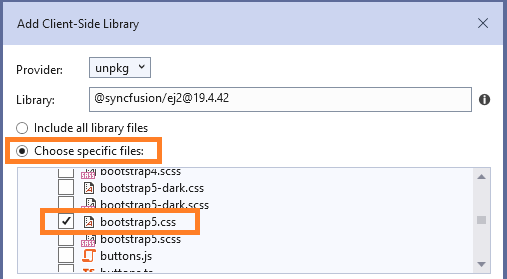 Add Client-Side Library
Provider: unpkg
Library: @syncfusion/ej2@19.4.42
Include all library files
Choose specific files:
bootstrap4.scss
bootstrap5-dark.css
bootstrap5-dark.scss
bootstrap5.css
bootstrap5.scss
buttons.js
buttons.ts